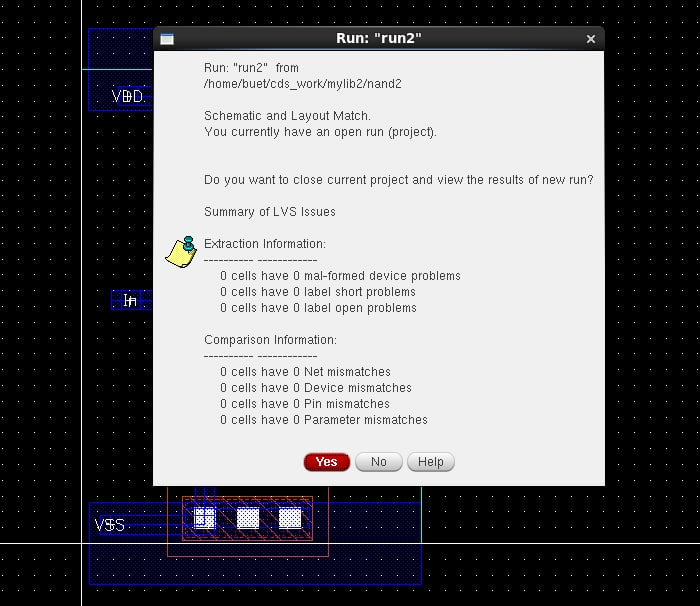 Run: "run2"
Run: "run2" from
/home/buet/cds_work/mylib2/nand2
Schematic and Layout Match.
You currently have an open run (project).
VDD
Do you want to close current project and view the results of new run?
Summary of LVS Issues
Extraction Information:
---------- ------------
0 cells have 0 mal-formed device problems
0 cells have 0 label short problems
In
0 cells have 0 label open problems
Comparison Information:
---------- ------------
0 cells have 0 Net mismatches
0 cells have 0 Device mismatches
0 cells have 0 Pin mismatches
0 cells have 0 Parameter mismatches
Yes No Help
VSS